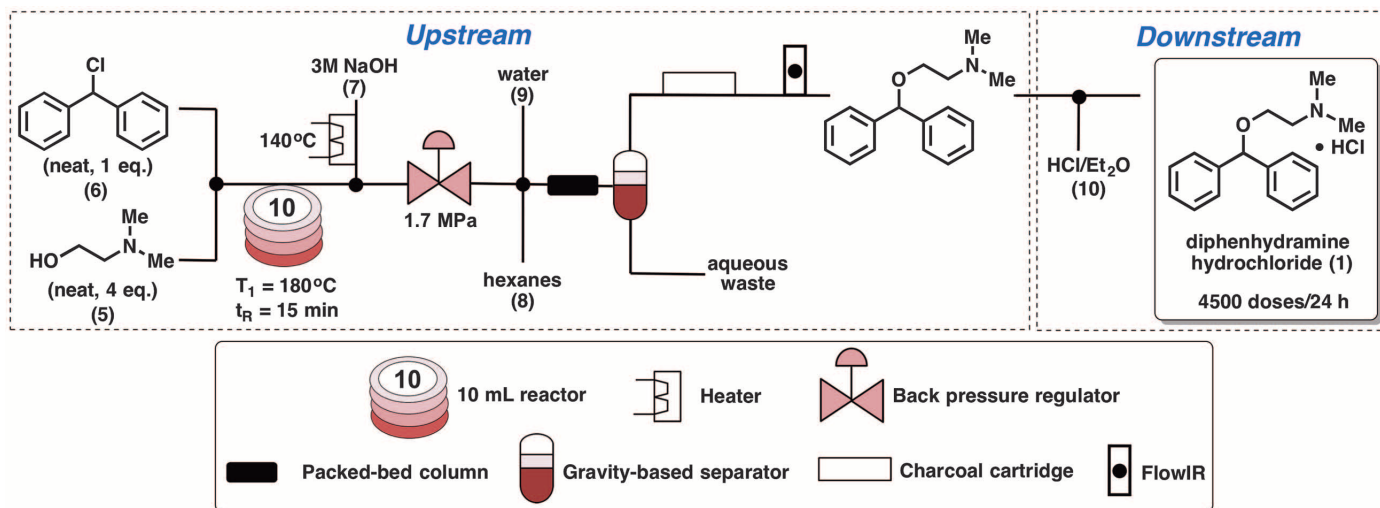 Upstream
Downstream
Cl
(neat, 1 eq.)
(6)
Me
N
Me
HO
(neat, 4 eq.)
(5)
10
T₁ = 180ºC
tR = 15 min
3M NaOH
(7)
140ºC
1.7 MPa
water
(9)
hexanes
(8)
aqueous
waste
Me
N
Me
O
HCl/Et₂O
(10)
Me
N
Me
O
• HCl
diphenhydramine
hydrochloride (1)
4500 doses/24 h
10
10 mL reactor
Heater
Back pressure regulator
Packed-bed column
Gravity-based separator
Charcoal cartridge
FlowIR